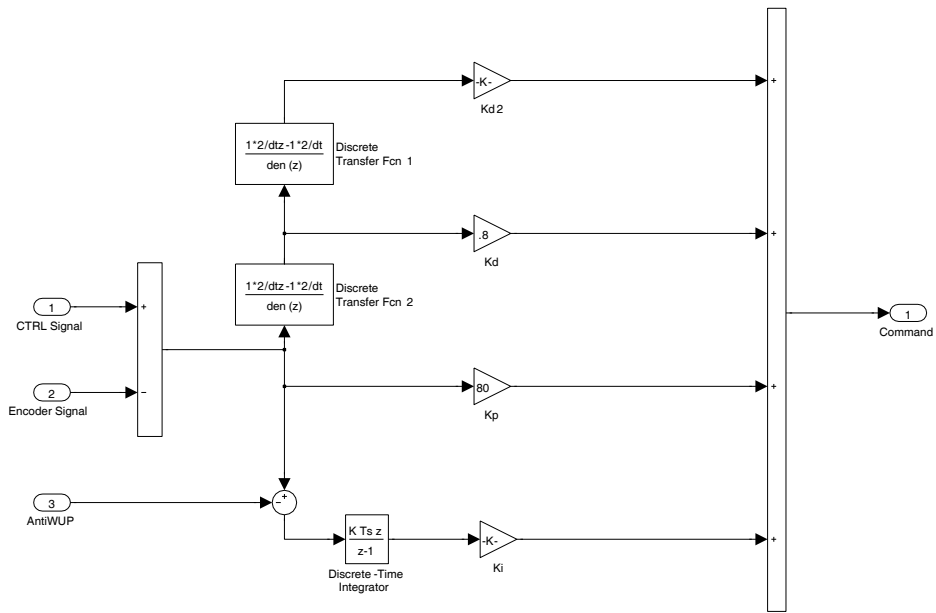 -K-
+
Kd2
1*2/dtz-1*2/dt
den (z)
Discrete
Transfer Fcn 1
.8
+
Kd
1*2/dtz-1*2/dt
den (z)
Discrete
Transfer Fcn 2
1
+
CTRL Signal
1
Command
2
−
Encoder Signal
80
+
Kp
3
−
+
AntiWUP
K Ts z
z-1
Discrete -Time
Integrator
-K-
+
Ki